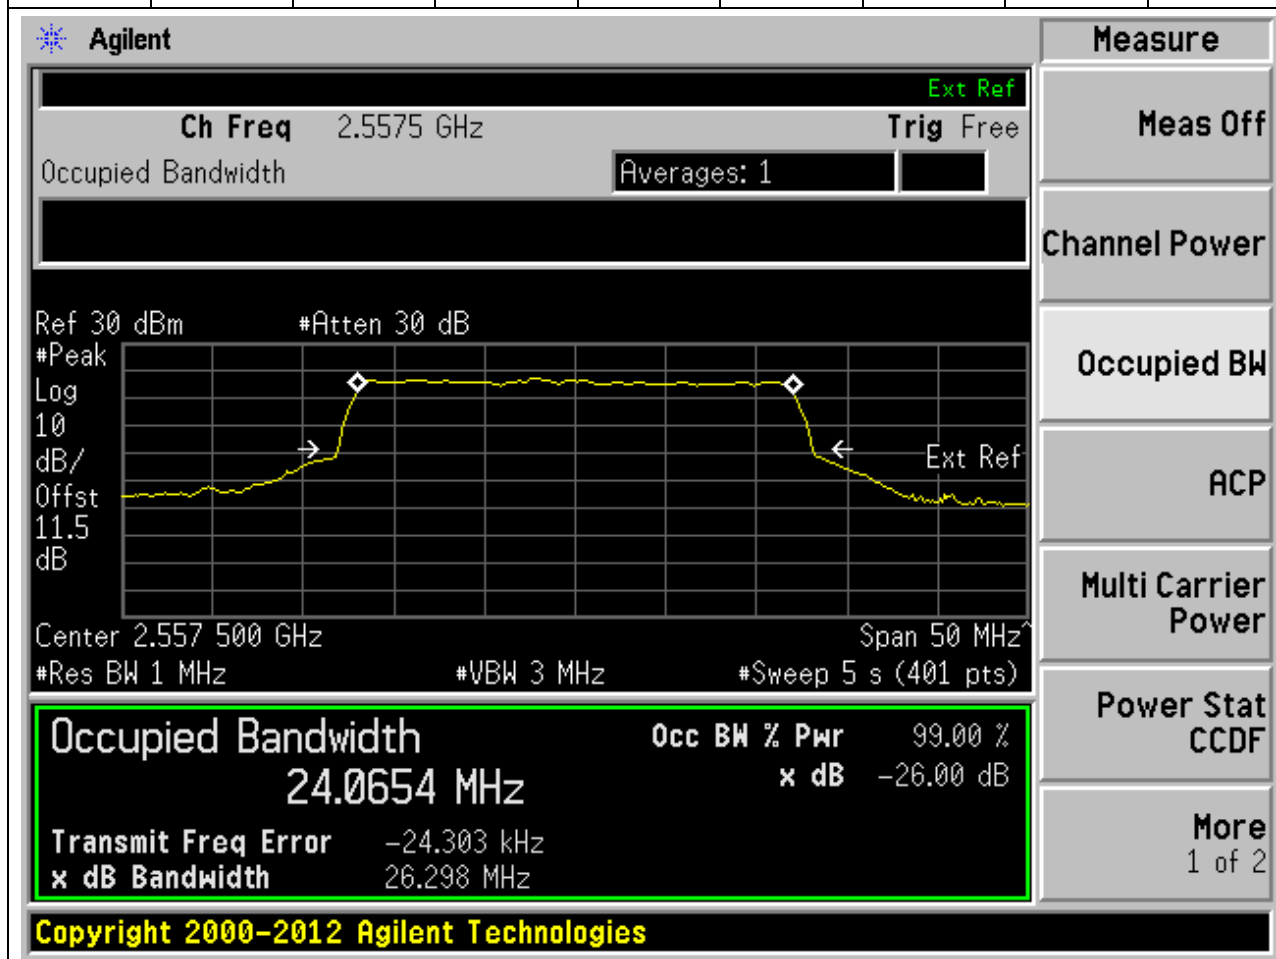 Agilent
Measure
Ext Ref
Ch Freq 2.5575 GHz Trig Free
Meas Off
Occupied Bandwidth Averages: 1
Channel Power
Ref 30 dBm #Atten 30 dB
#Peak
Log
10
dB/
Offst
11.5
dB
Ext Ref
Occupied BW
ACP
Center 2.557 500 GHz Span 50 MHz^
#Res BW 1 MHz #VBW 3 MHz #Sweep 5 s (401 pts)
Multi Carrier
Power
Occupied Bandwidth Occ BW % Pwr 99.00 %
24.0654 MHz x dB -26.00 dB
Transmit Freq Error -24.303 kHz
x dB Bandwidth 26.298 MHz
Power Stat
CCDF
More
1 of 2
Copyright 2000-2012 Agilent Technologies